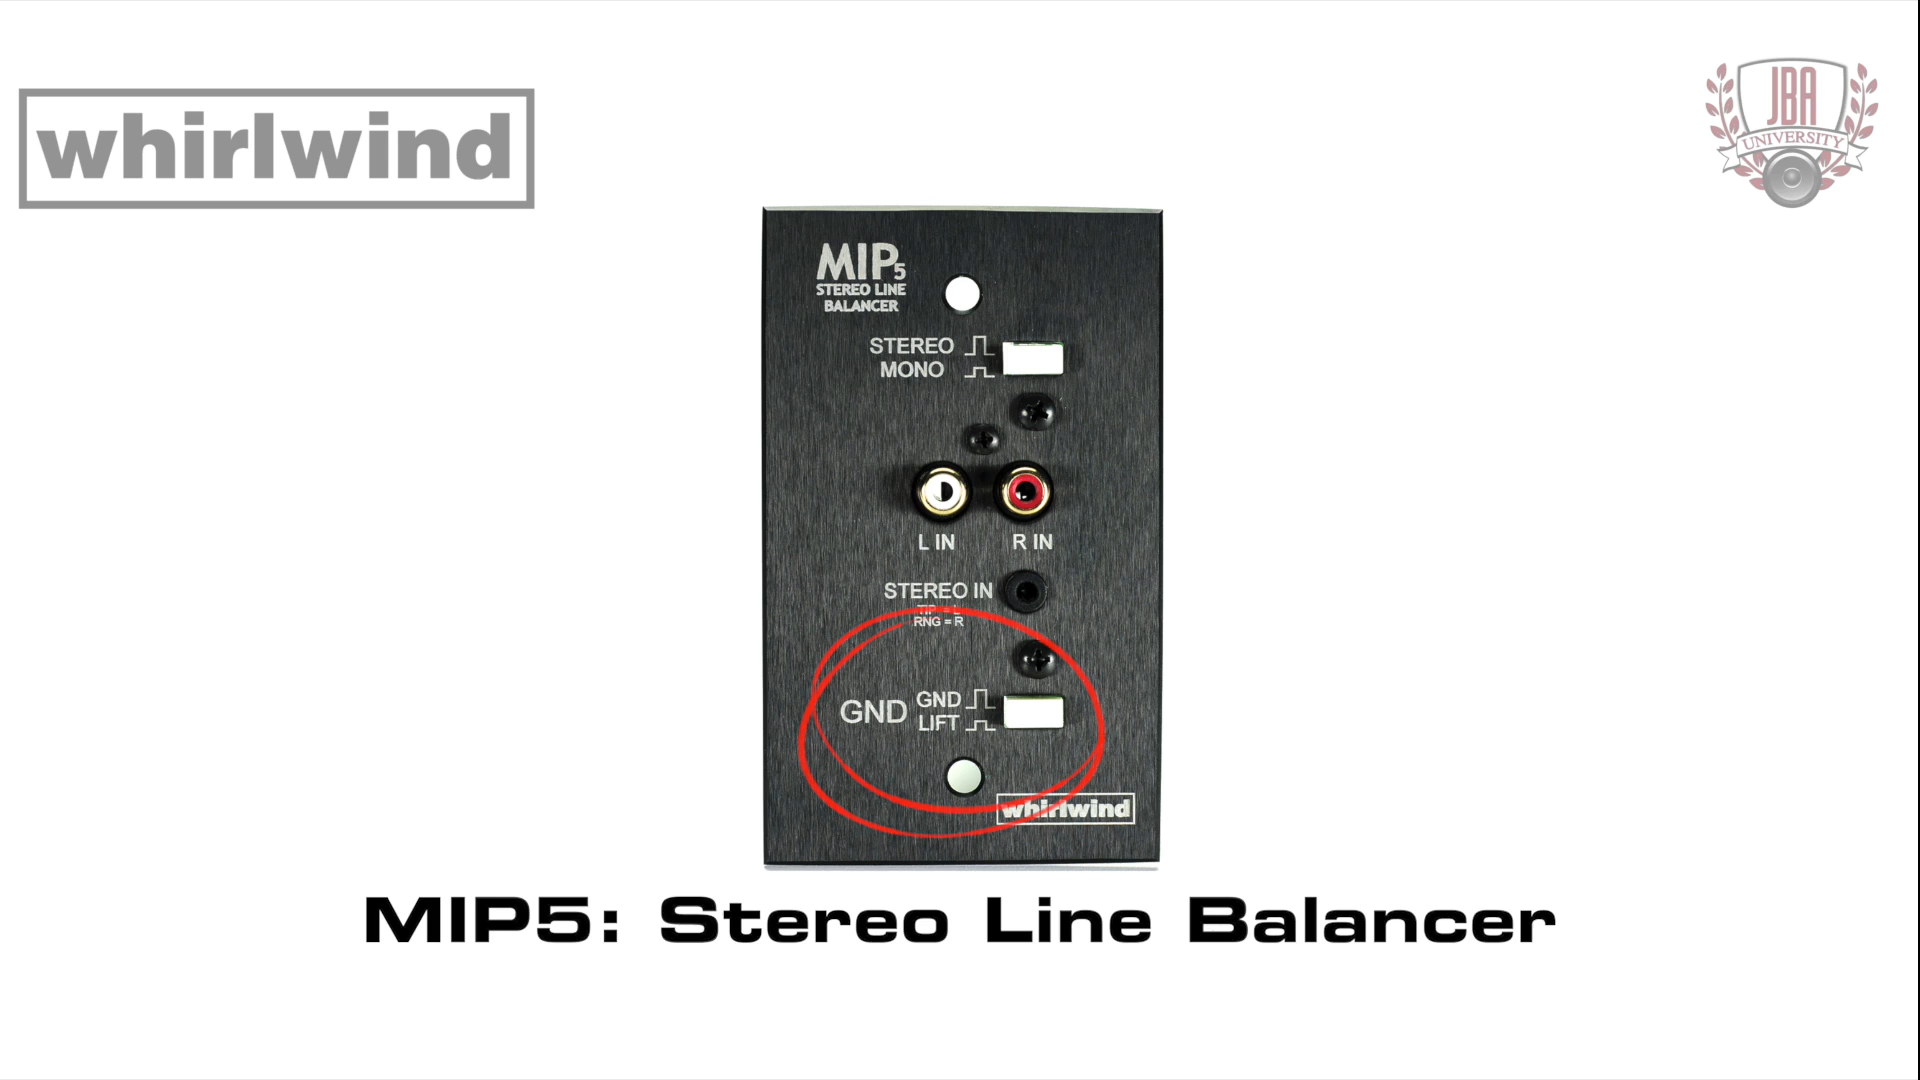 whirlwind
JBA
UNIVERSITY
MIP5
STEREO LINE
BALANCER
STEREO
MONO
L IN
R IN
STEREO IN
TIP = L
RNG = R
GND
GND
LIFT
whirlwind
MIP5: Stereo Line Balancer